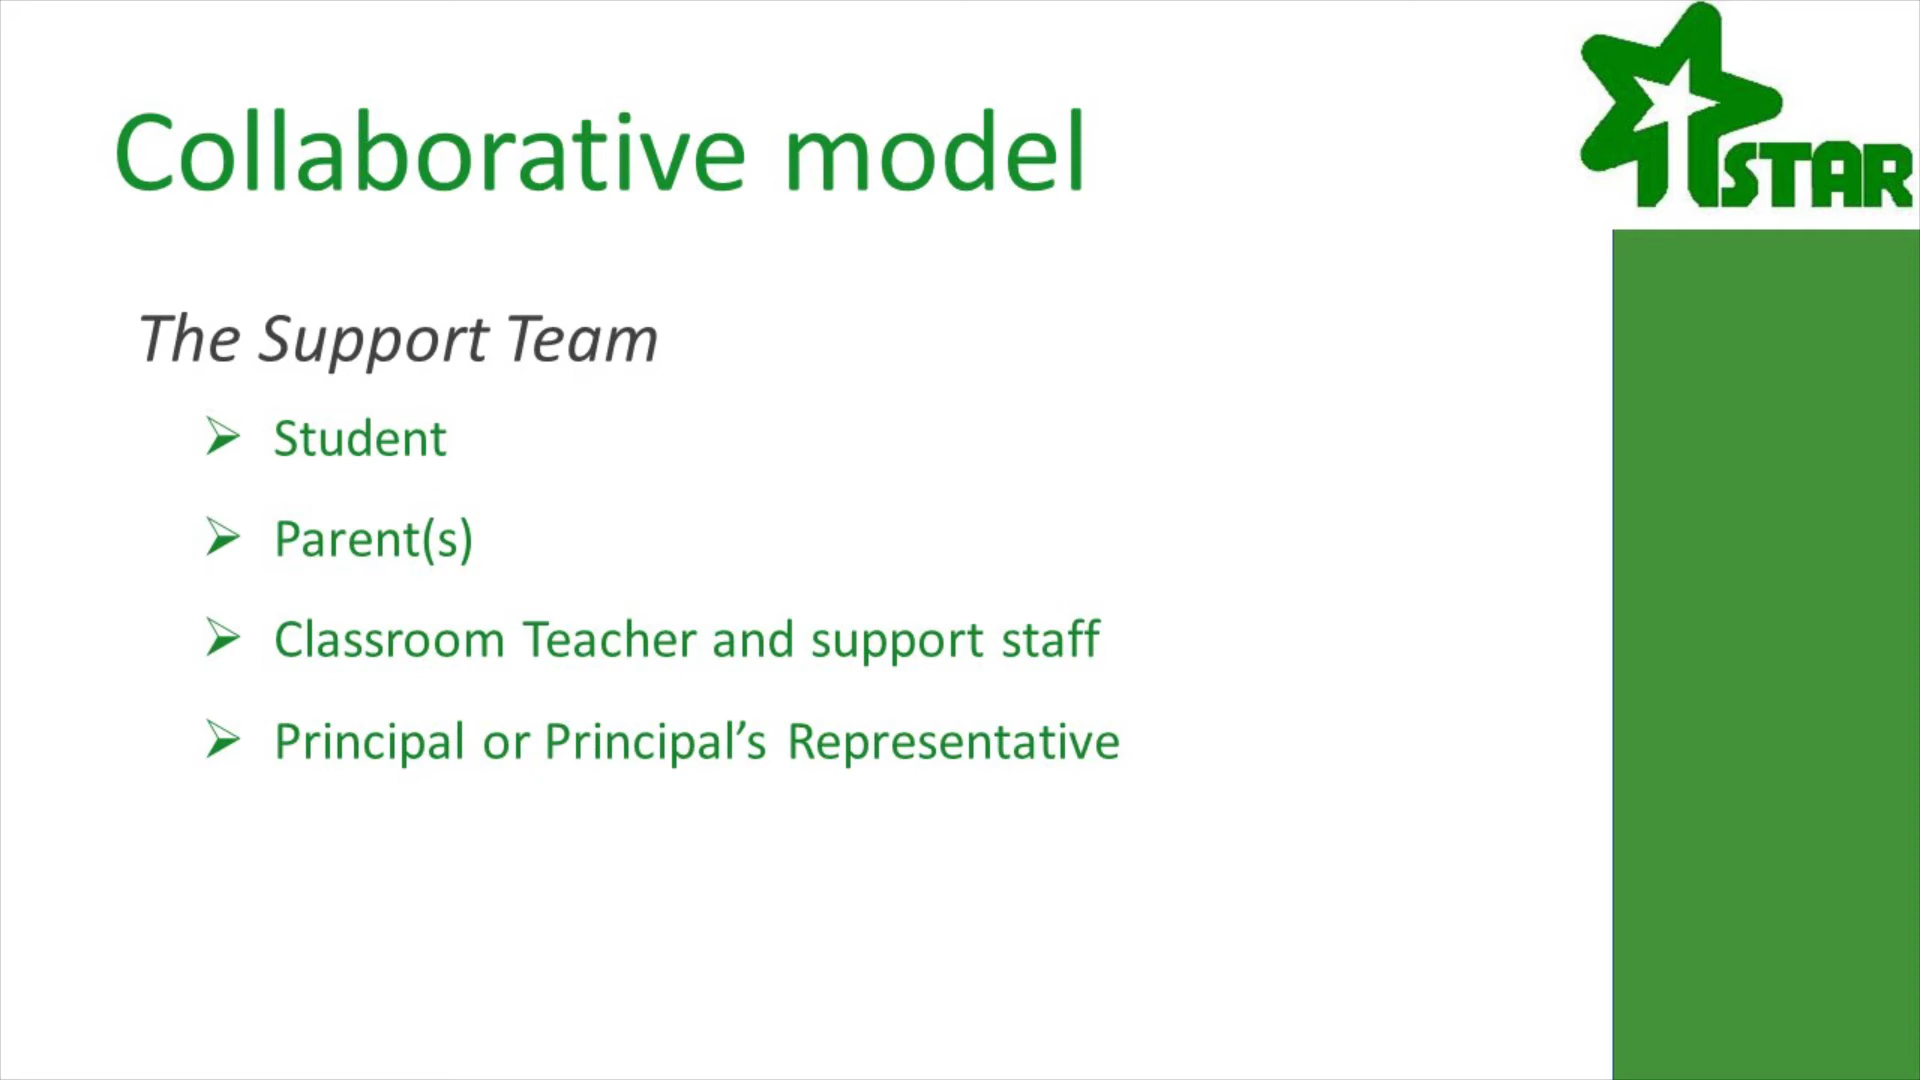 STAR
Collaborative model
The Support Team
Student
Parent(s)
Classroom Teacher and support staff
Principal or Principal’s Representative